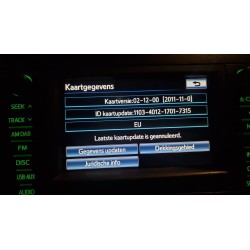 Kaartgegevens
Kaartversie:02-12-00 [2011-11-0]
ID kaartupdate:1103-4012-1701-7315
EU
Laatste kaartupdate is geannuleerd.
Gegevens updaten
Dekkingsgebied
Juridische info
SEEK
TRACK
AM·DAB
FM
DISC
USB·AUX
AUDIO